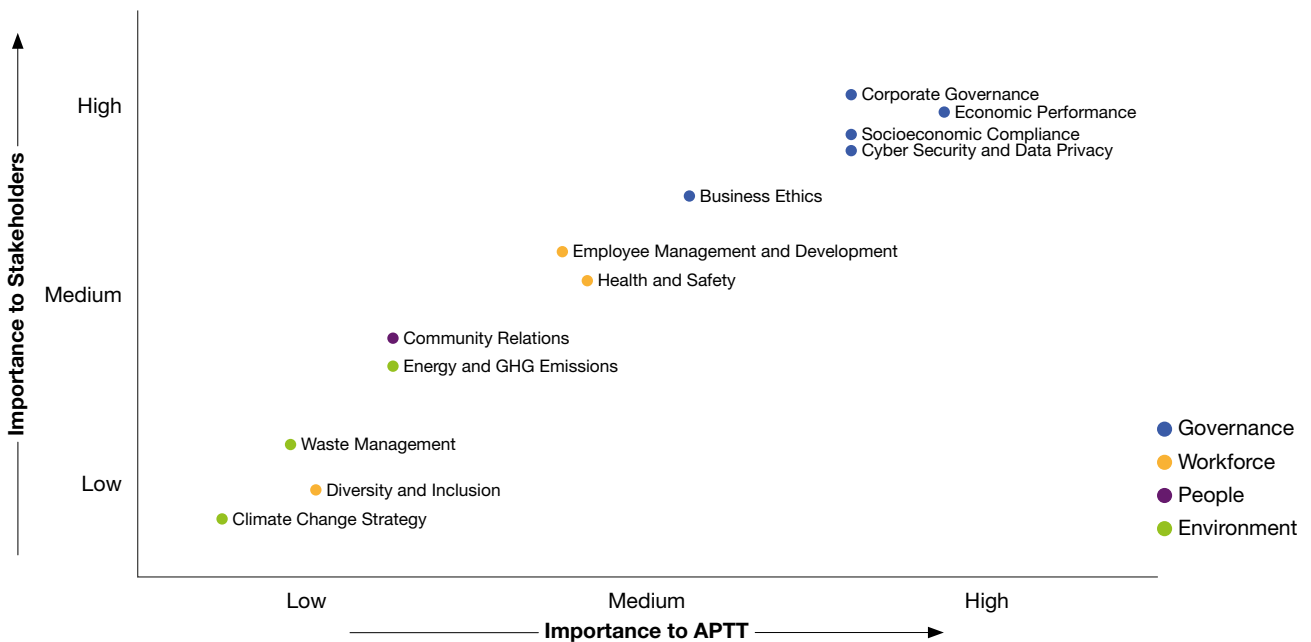 High
Corporate Governance
Economic Performance
Socioeconomic Compliance
Cyber Security and Data Privacy
Business Ethics
Employee Management and Development
Health and Safety
Importance to Stakeholders
Medium
Community Relations
Energy and GHG Emissions
Waste Management
Low
Diversity and Inclusion
Climate Change Strategy
Governance
Workforce
People
Environment
Low
Medium
High
Importance to APTT